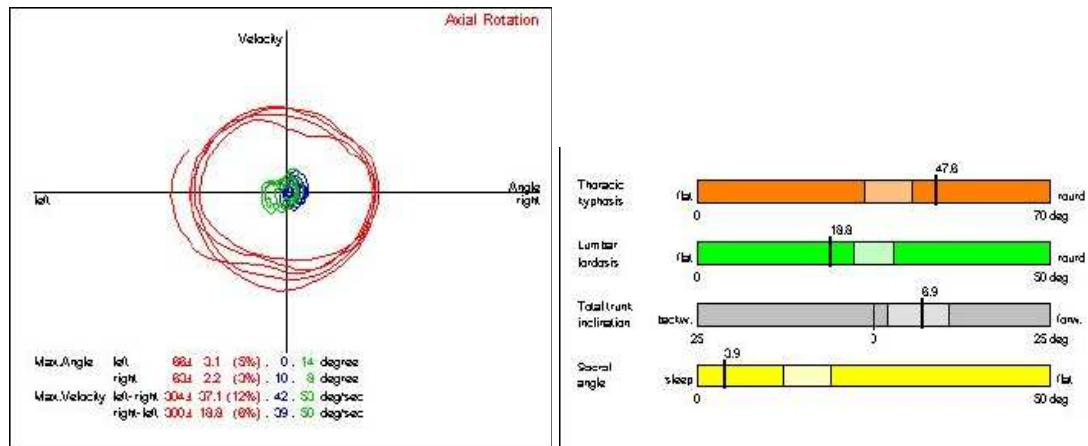 Axial Rotation
Velocity
Angle
left right
Max.Angle left 66± 3.1 (5%) . 0 . 14 degree
right 63± 2.2 (3%) . 10 . 8 degree
Max.Velocity left-right 304± 37.1 (12%) . 42 . 53 deg/sec
right-left 300± 18.8 (6%) . 39 . 50 deg/sec
47.6
Thoracic kyphosis flat round
0 70 deg
18.8
Lumbar lordosis flat round
0 50 deg
6.9
Total trunk inclination backw. forw.
25 0 25 deg
3.9
Sacral angle steep flat
0 50 deg